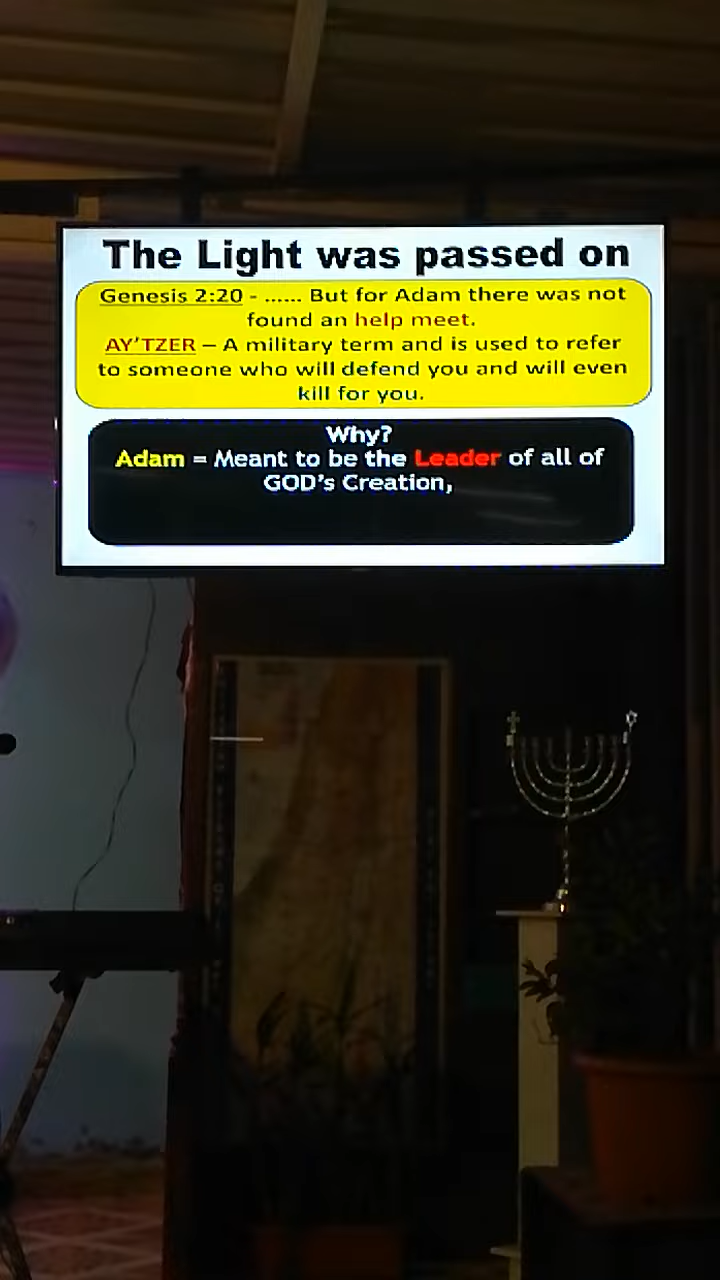 The Light was passed on
Genesis 2:20 - ...... But for Adam there was not
found an help meet.
AY'TZER – A military term and is used to refer
to someone who will defend you and will even
kill for you.
Why?
Adam = Meant to be the Leader of all of
GOD's Creation,